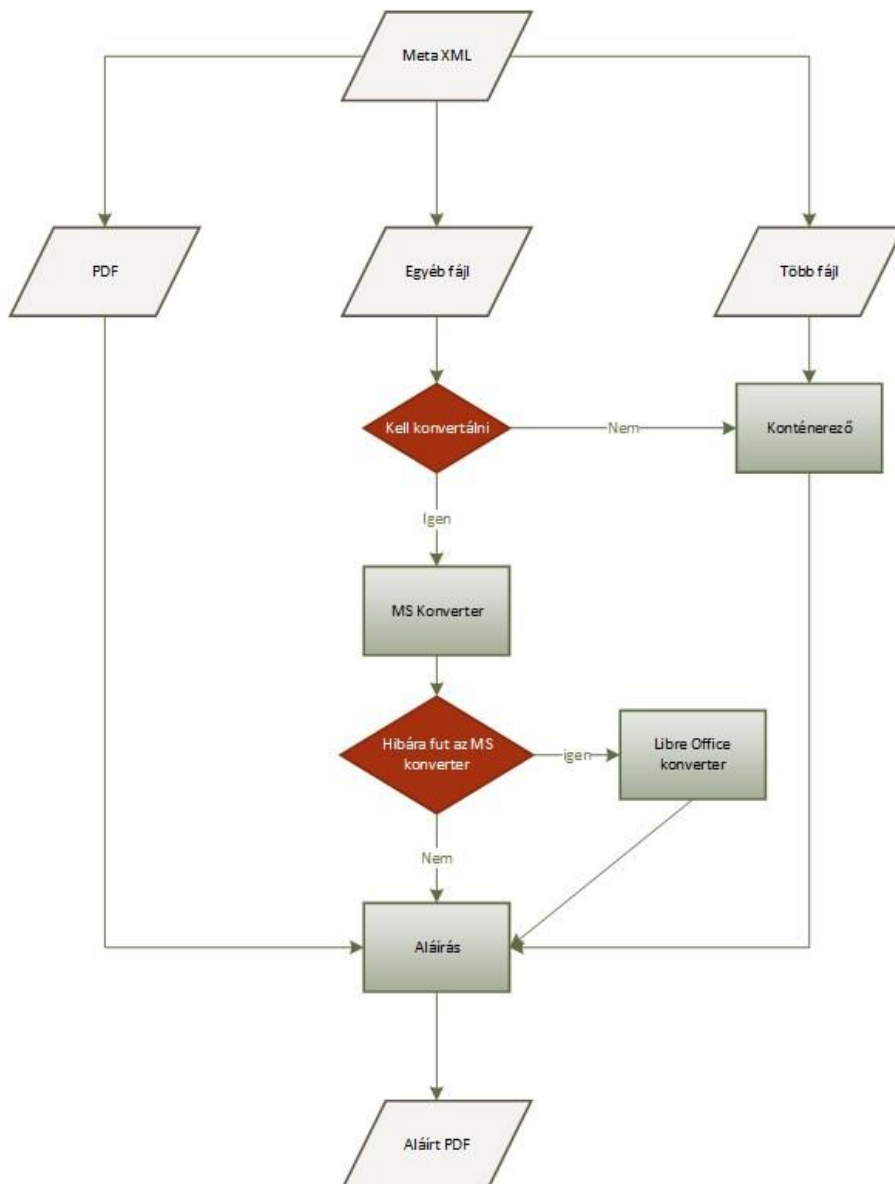 Meta XML
PDF
Egyéb fájl
Több fájl
Kell konvertálni
Nem
Konténerező
Igen
MS Konverter
Hibára fut az MS
konverter
igen
Libre Office
konverter
Nem
Aláírás
Aláírt PDF